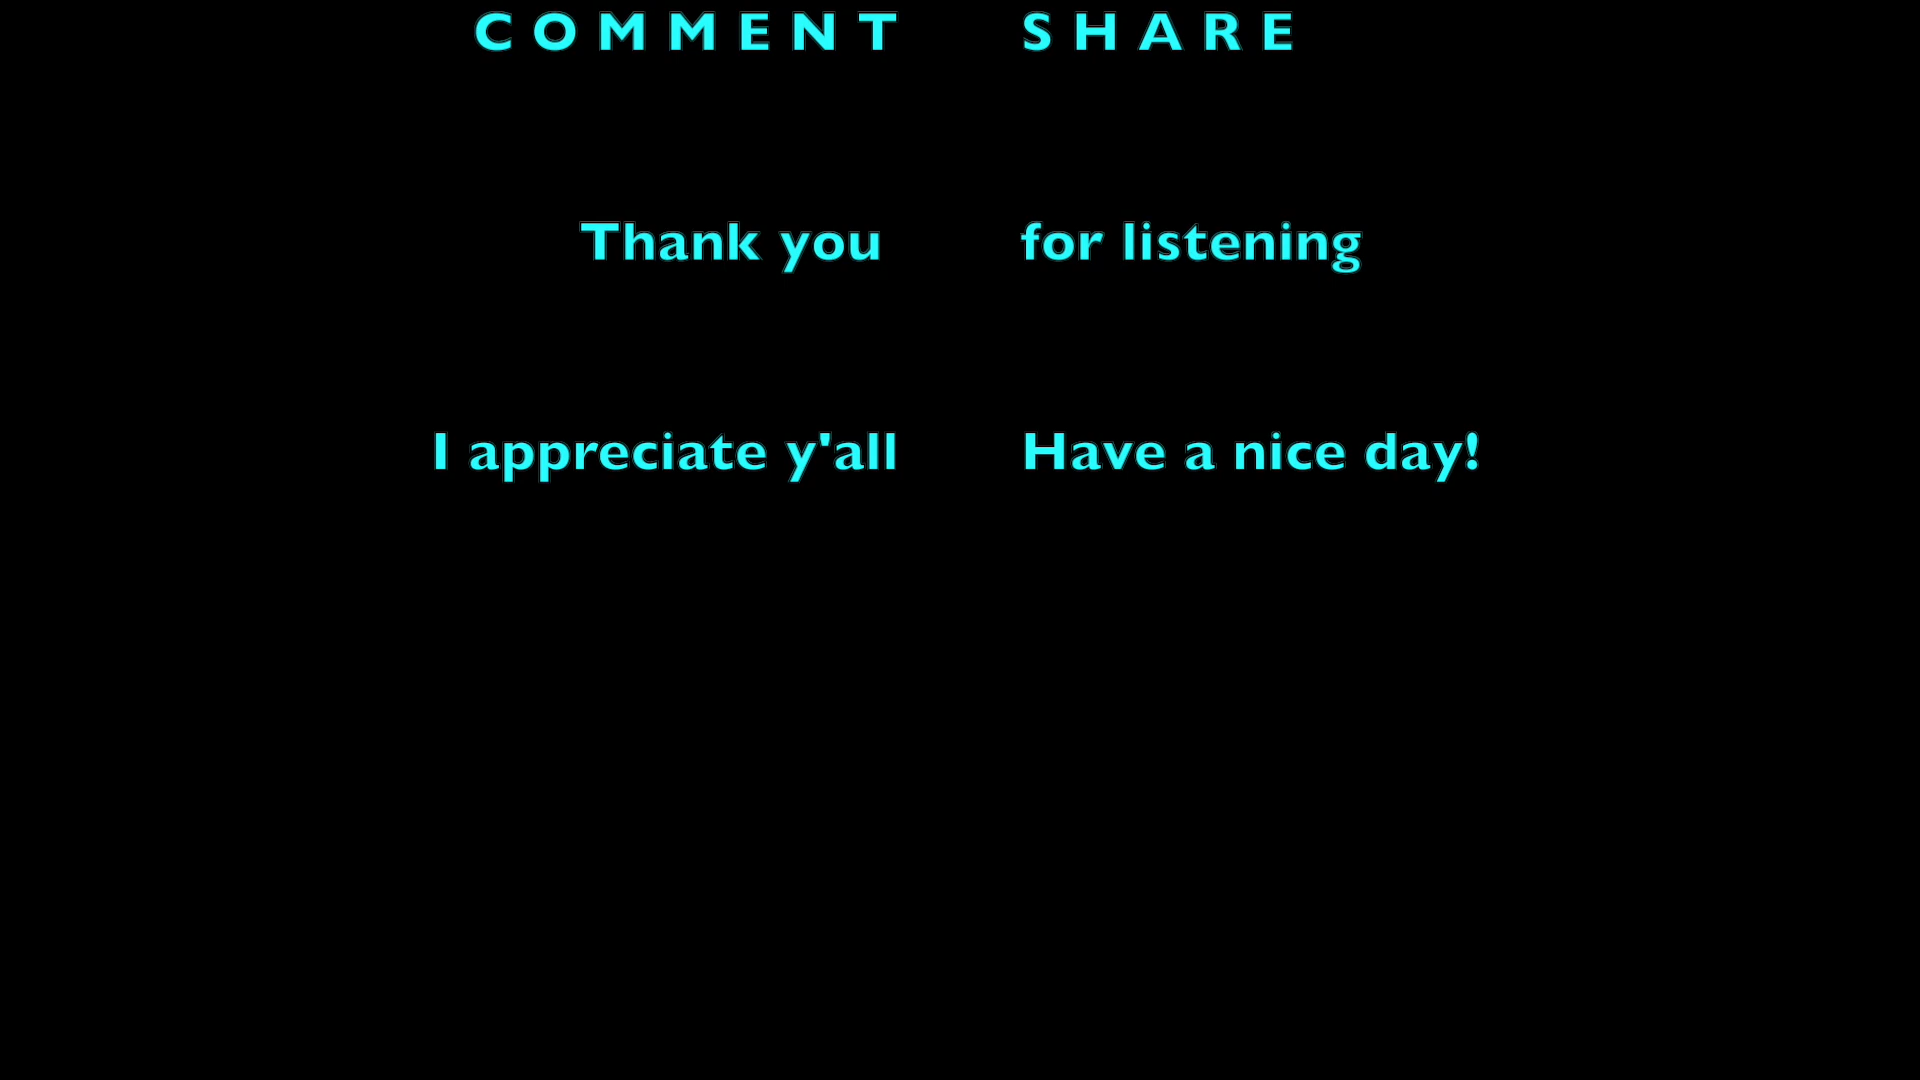 C O M M E N T S H A R E
Thank you for listening
I appreciate y'all Have a nice day!